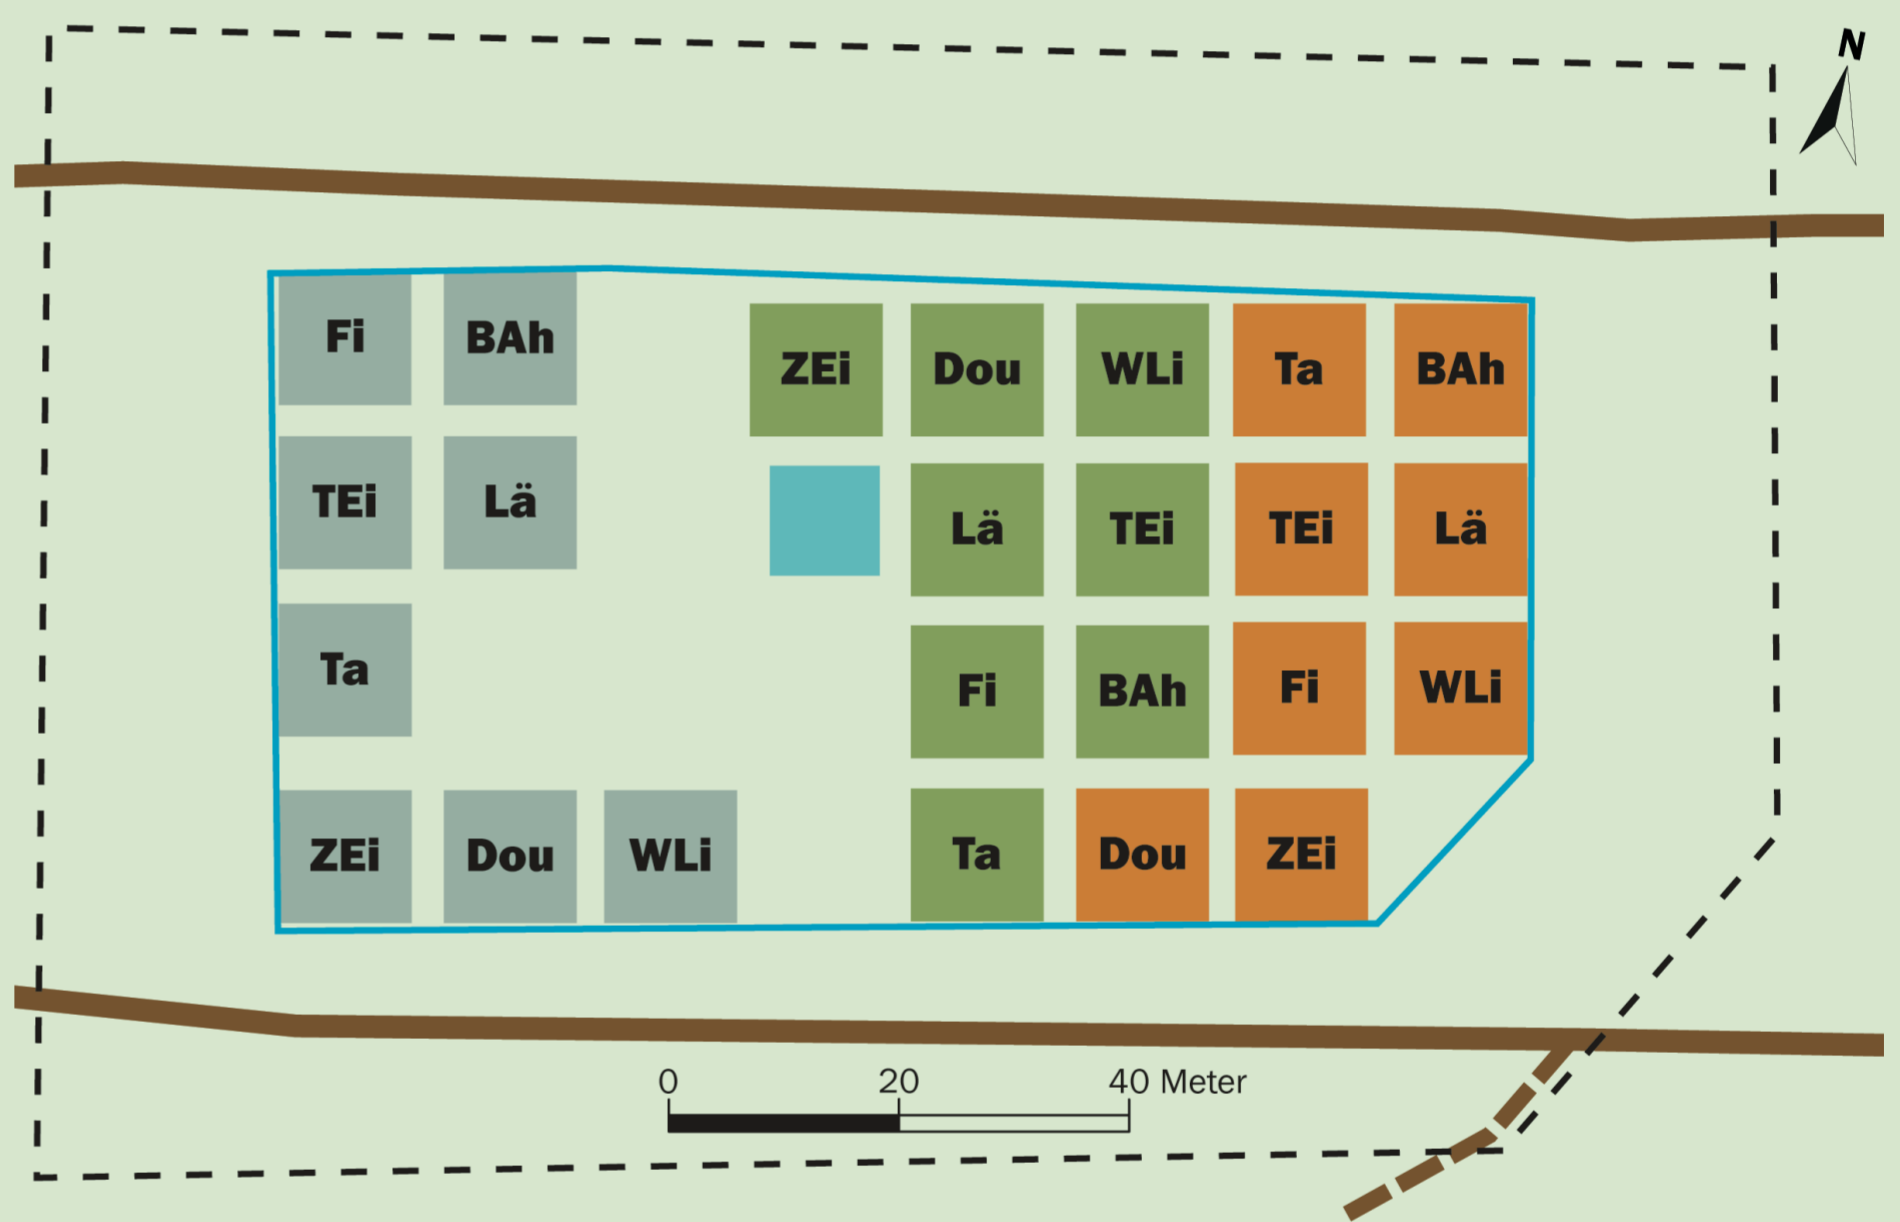 N
Fi BAh
ZEi Dou WLi Ta BAh
TEi Lä
Lä TEi TEi Lä
Ta
Fi BAh Fi WLi
ZEi Dou WLi Ta Dou ZEi
0 20 40 Meter